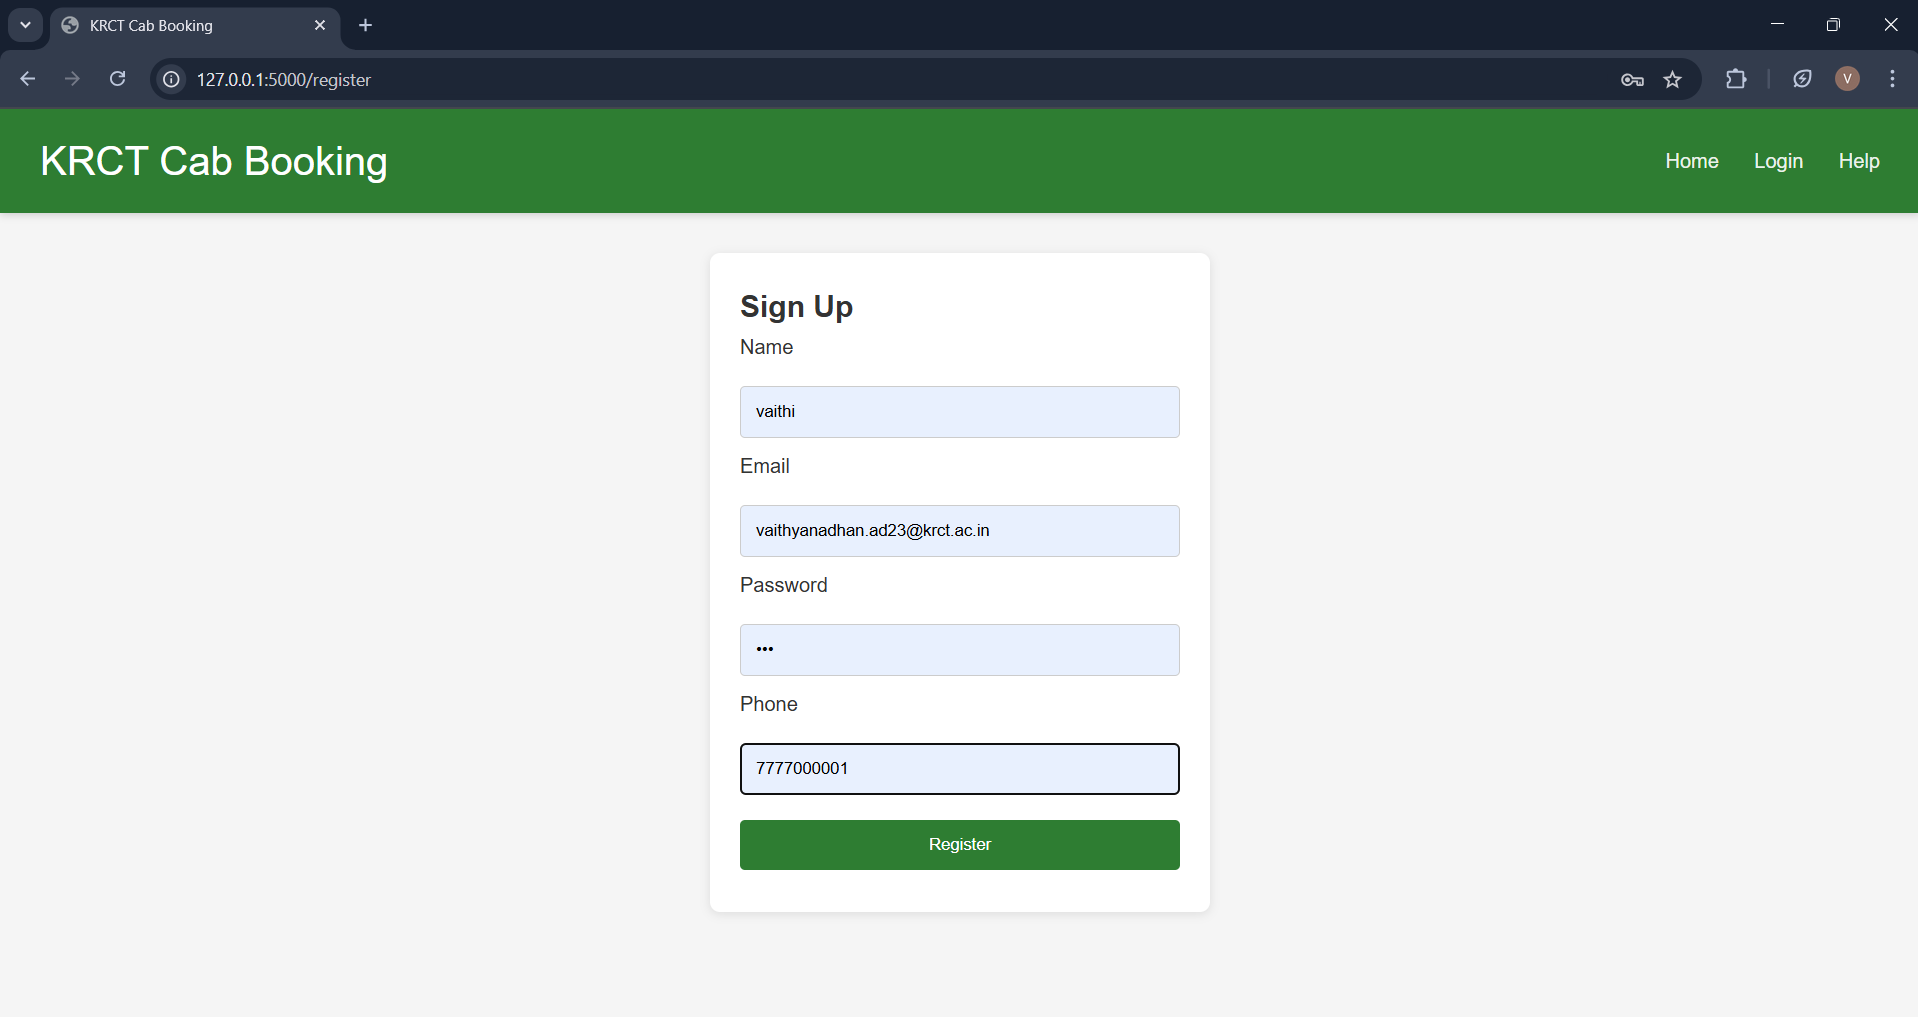 KRCT Cab Booking
127.0.0.1:5000/register
V
KRCT Cab Booking
Home Login Help
Sign Up
Name
vaithi
Email
vaithyanadhan.ad23@krct.ac.in
Password
•••
Phone
7777000001
Register